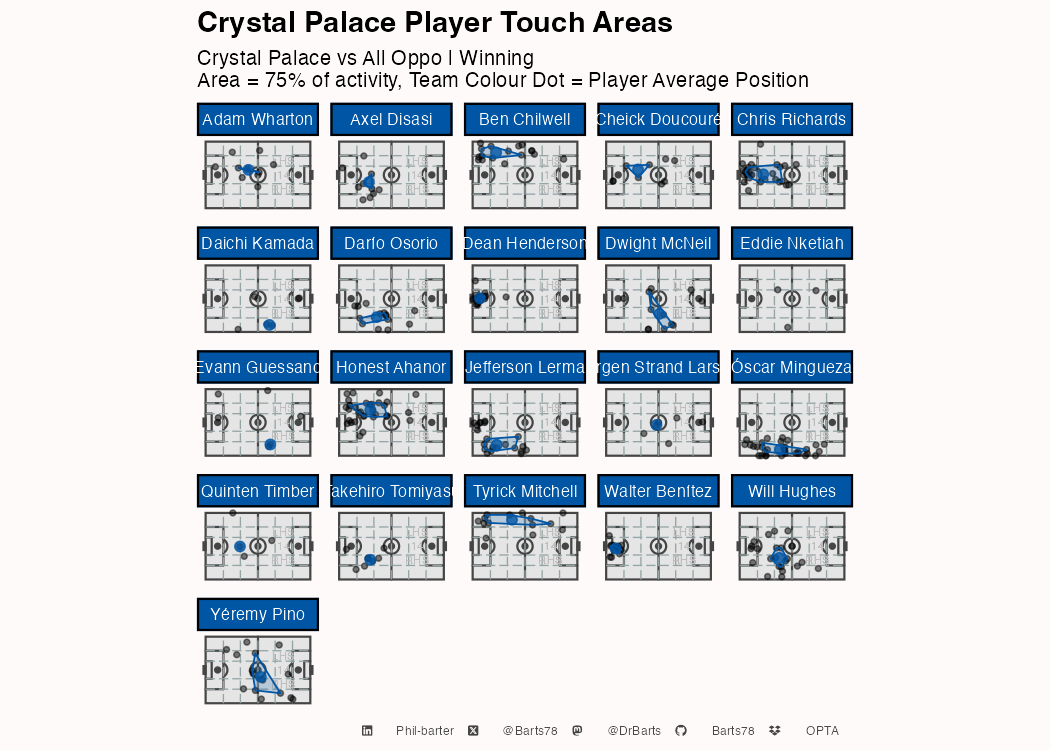 Crystal Palace Player Touch Areas
Crystal Palace vs All Oppo | Winning
Area = 75% of activity, Team Colour Dot = Player Average Position
Adam Wharton
Axel Disasi
Ben Chilwell
Cheick Doucouré
Chris Richards
Daichi Kamada
Darío Osorio
Dean Henderson
Dwight McNeil
Eddie Nketiah
Evann Guessand
Honest Ahanor
Jefferson Lerma
rgen Strand Lars
Óscar Mingueza
Quinten Timber
Takehiro Tomiyasu
Tyrick Mitchell
Walter Benítez
Will Hughes
Yéremy Pino
Phil-barter @Barts78 @DrBarts Barts78 OPTA